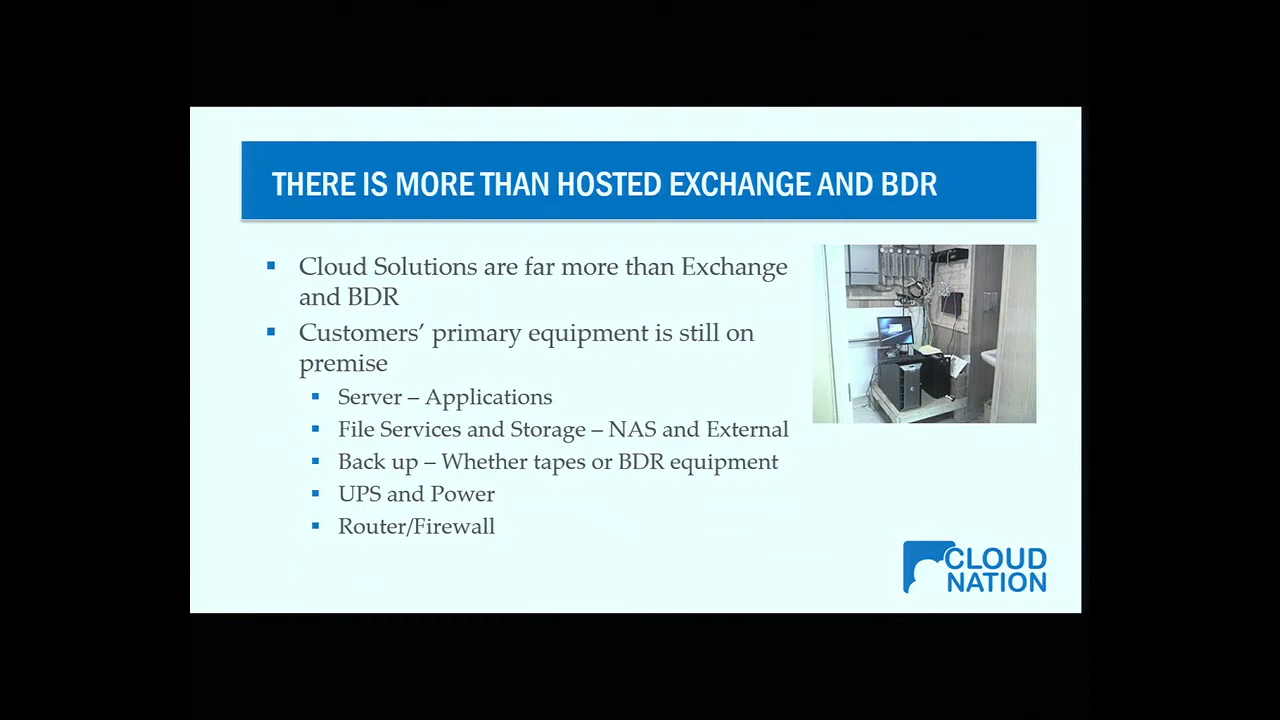 THERE IS MORE THAN HOSTED EXCHANGE AND BDR
Cloud Solutions are far more than Exchange
and BDR
Customers' primary equipment is still on
premise
Server – Applications
File Services and Storage – NAS and External
Back up – Whether tapes or BDR equipment
UPS and Power
Router/Firewall
CLOUD
NATION